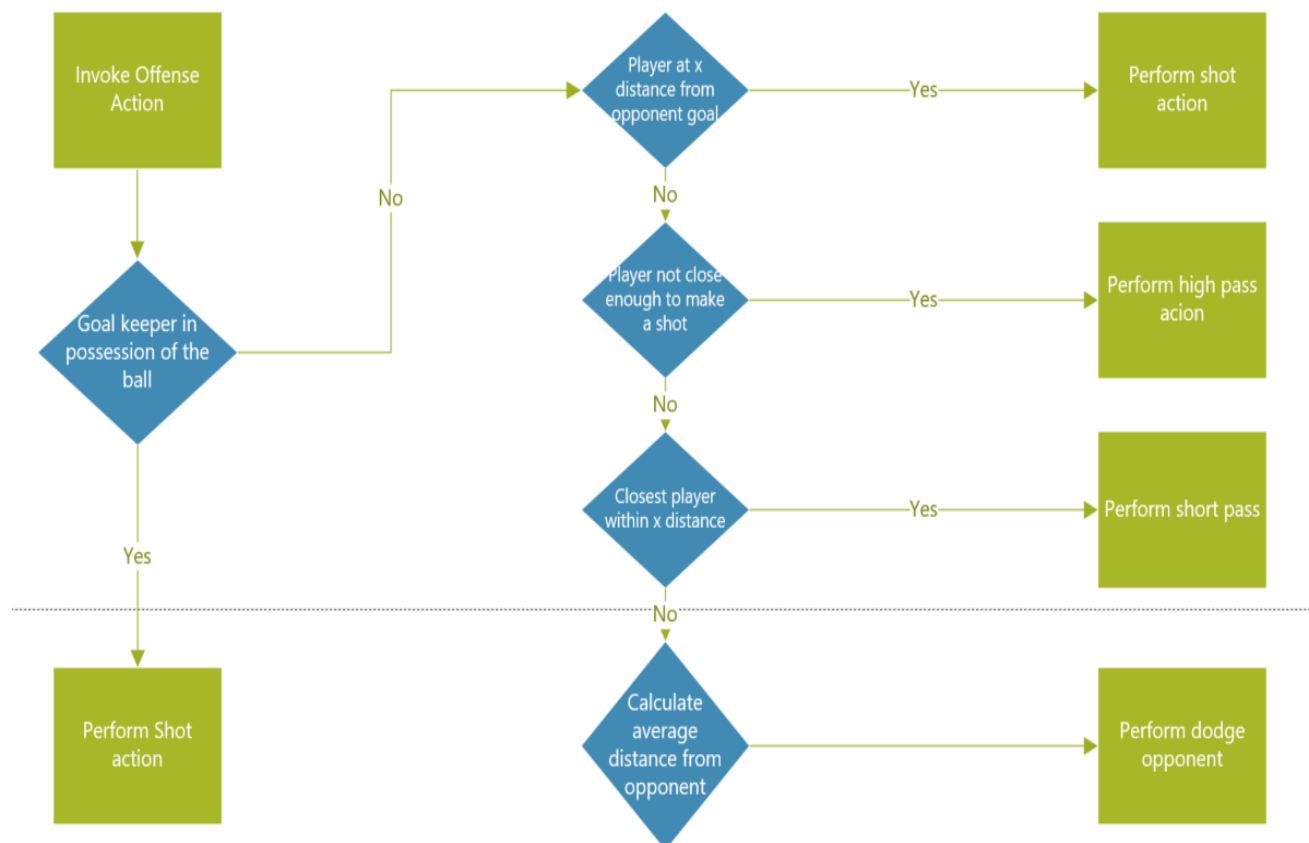 Invoke Offense
Action
Goal keeper in
possession of the
ball
Yes
Perform Shot
action
No
Player at x
distance from
opponent goal
Yes
Perform shot
action
No
Player not close
enough to make
a shot
Yes
Perform high pass
acion
No
Closest player
within x distance
Yes
Perform short pass
No
Calculate
average
distance from
opponent
Perform dodge
opponent